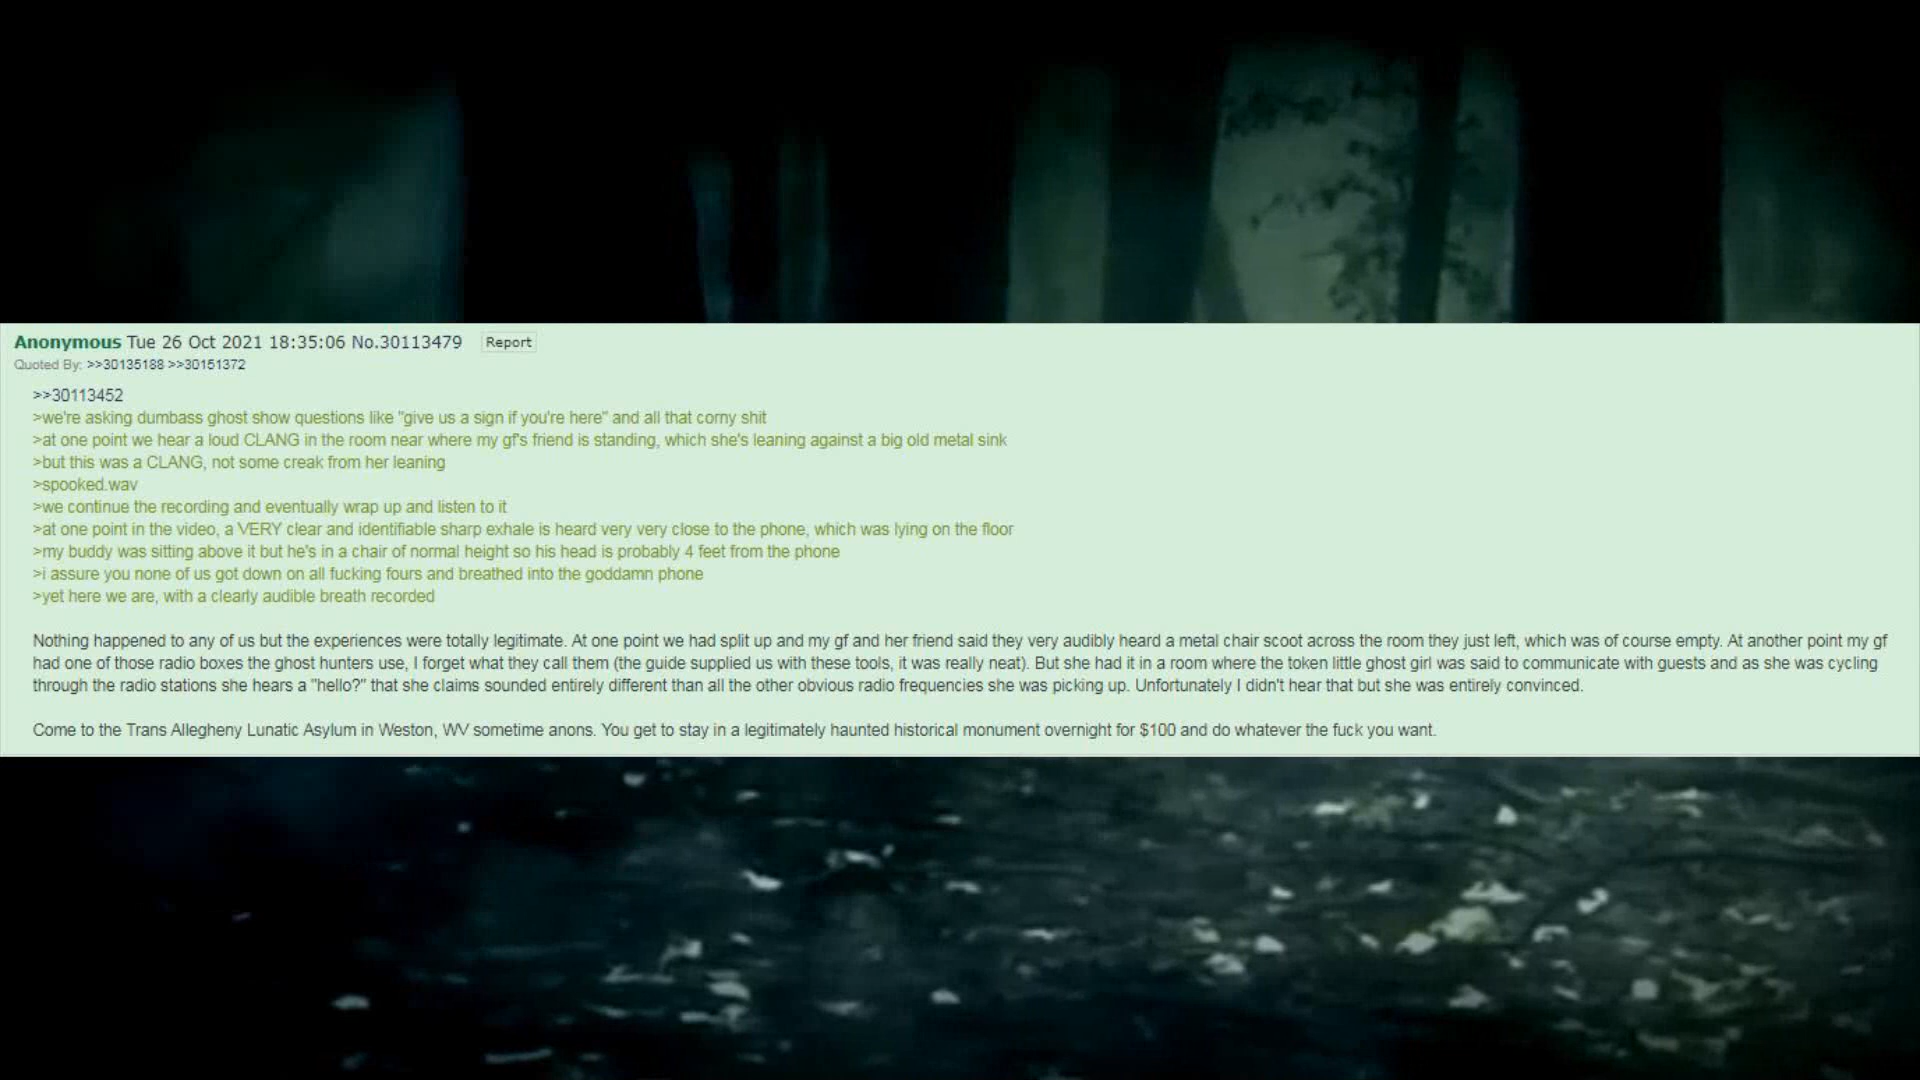 Anonymous Tue 26 Oct 2021 18:35:06 No.30113479 Report
Quoted By: >>30135188 >>30151372
>>30113452
>we're asking dumbass ghost show questions like "give us a sign if you're here" and all that corny shit
>at one point we hear a loud CLANG in the room near where my gf's friend is standing, which she's leaning against a big old metal sink
>but this was a CLANG, not some creak from her leaning
>spooked.wav
>we continue the recording and eventually wrap up and listen to it
>at one point in the video, a VERY clear and identifiable sharp exhale is heard very very close to the phone, which was lying on the floor
>my buddy was sitting above it but he's in a chair of normal height so his head is probably 4 feet from the phone
>i assure you none of us got down on all fucking fours and breathed into the goddamn phone
>yet here we are, with a clearly audible breath recorded
Nothing happened to any of us but the experiences were totally legitimate. At one point we had split up and my gf and her friend said they very audibly heard a metal chair scoot across the room they just left, which was of course empty. At another point my gf
had one of those radio boxes the ghost hunters use, I forget what they call them (the guide supplied us with these tools, it was really neat). But she had it in a room where the token little ghost girl was said to communicate with guests and as she was cycling
through the radio stations she hears a "hello?" that she claims sounded entirely different than all the other obvious radio frequencies she was picking up. Unfortunately I didn't hear that but she was entirely convinced.
Come to the Trans Allegheny Lunatic Asylum in Weston, WV sometime anons. You get to stay in a legitimately haunted historical monument overnight for $100 and do whatever the fuck you want.